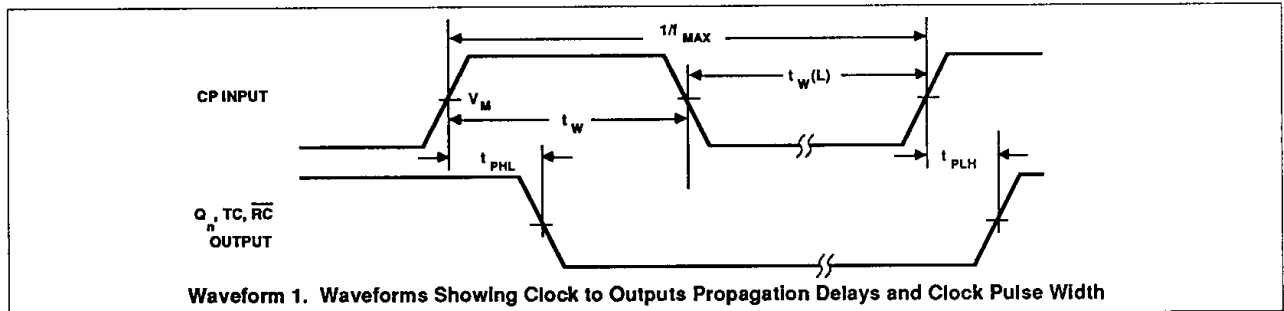 1/f MAX
CP INPUT
t W(L)
V M
t W
t PHL
t PLH
Q n, TC, RC
OUTPUT
Waveform 1. Waveforms Showing Clock to Outputs Propagation Delays and Clock Pulse Width